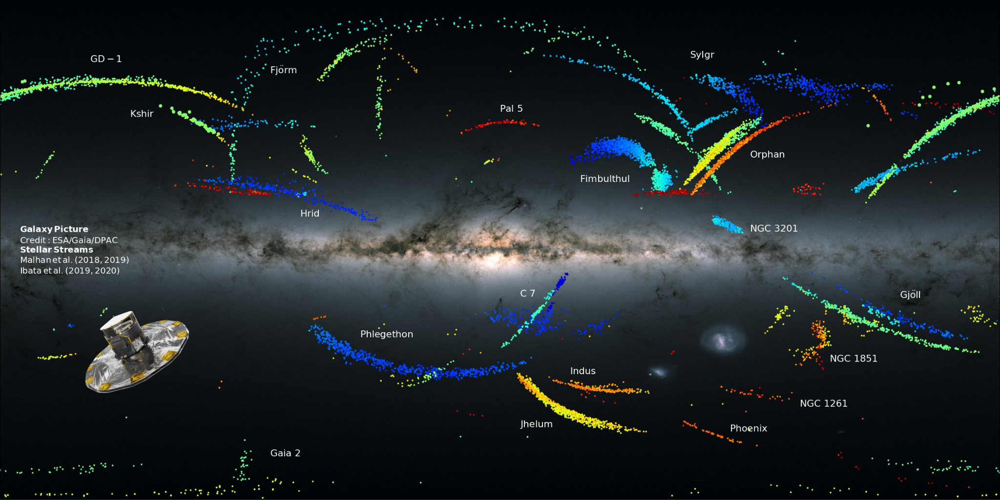 Sylgr
GD – 1
Fjörm
Pal 5
Kshir
Orphan
Fimbulthul
Hrid
NGC 3201
Galaxy Picture
Credit : ESA/Gaia/DPAC
Stellar Streams
Malhan et al. (2018, 2019)
Ibata et al. (2019, 2020)
C 7
Gjöll
Phlegethon
NGC 1851
Indus
NGC 1261
Jhelum
Phoenix
Gaia 2